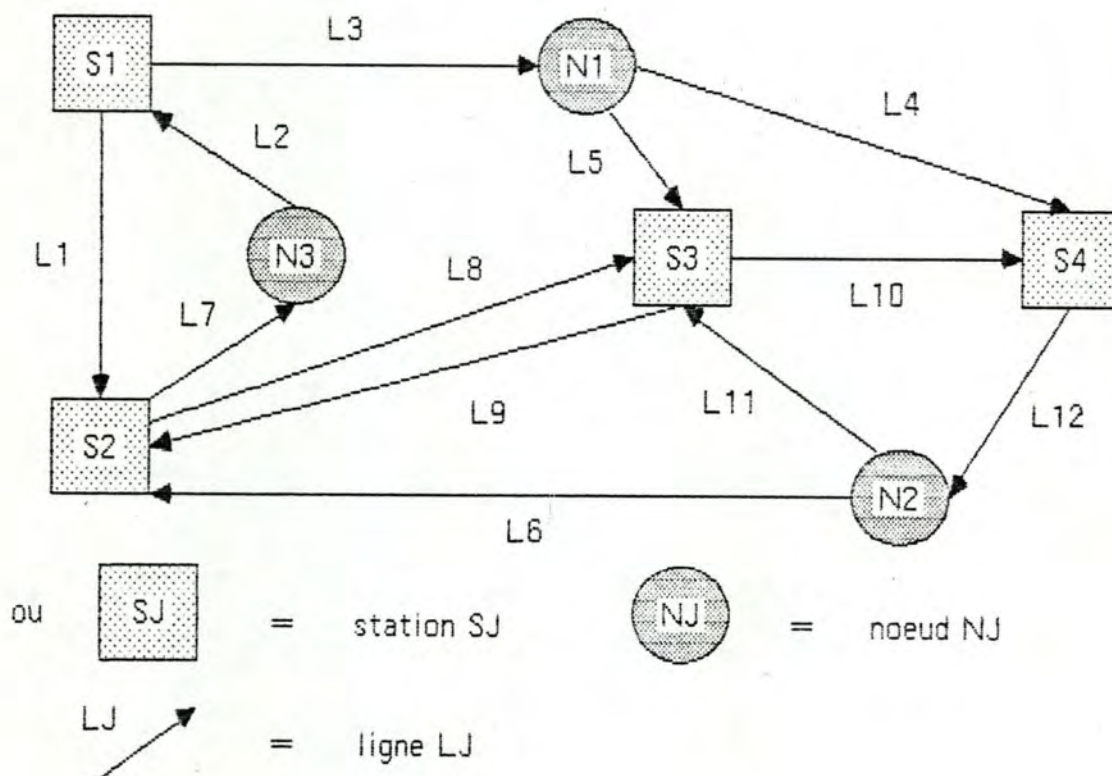 L3
S1
N1
L4
L2
L5
L1
N3
L8
S3
S4
L7
L10
L9
L11
L12
S2
N2
L6
ou SJ = station SJ NJ = noeud NJ
LJ = ligne LJ